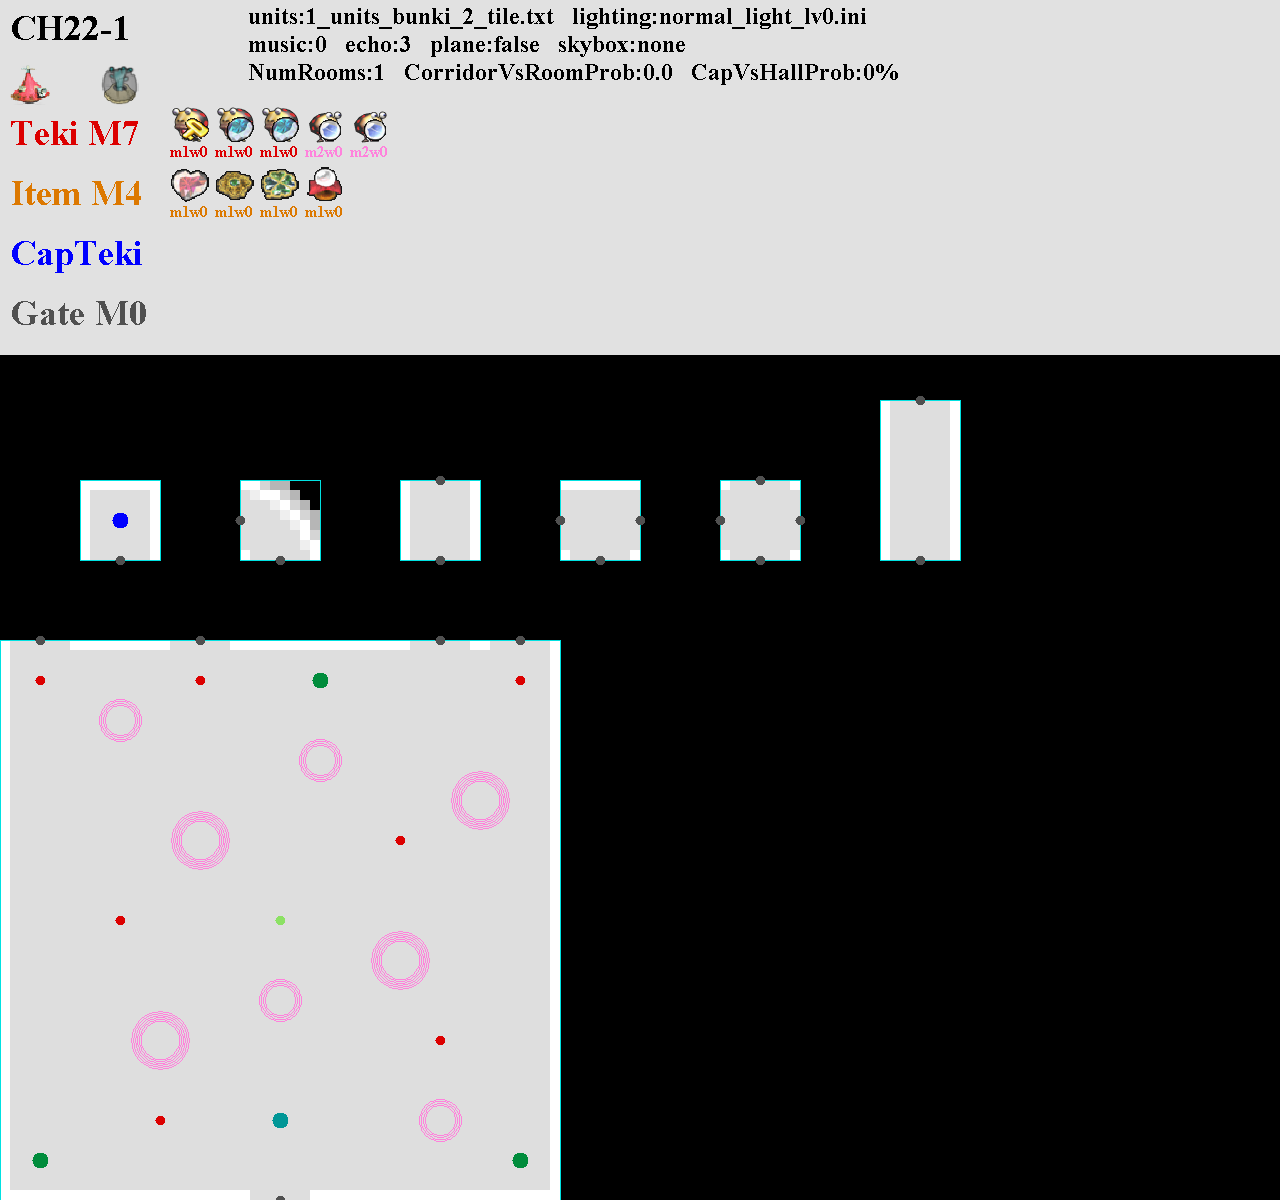 CH22-1
units:1_units_bunki_2_tile.txt lighting:normal_light_lv0.ini
music:0 echo:3 plane:false skybox:none
NumRooms:1 CorridorVsRoomProb:0.0 CapVsHallProb:0%
Teki M7
m1w0 m1w0 m1w0 m2w0 m2w0
Item M4
m1w0 m1w0 m1w0 m1w0
CapTeki
Gate M0